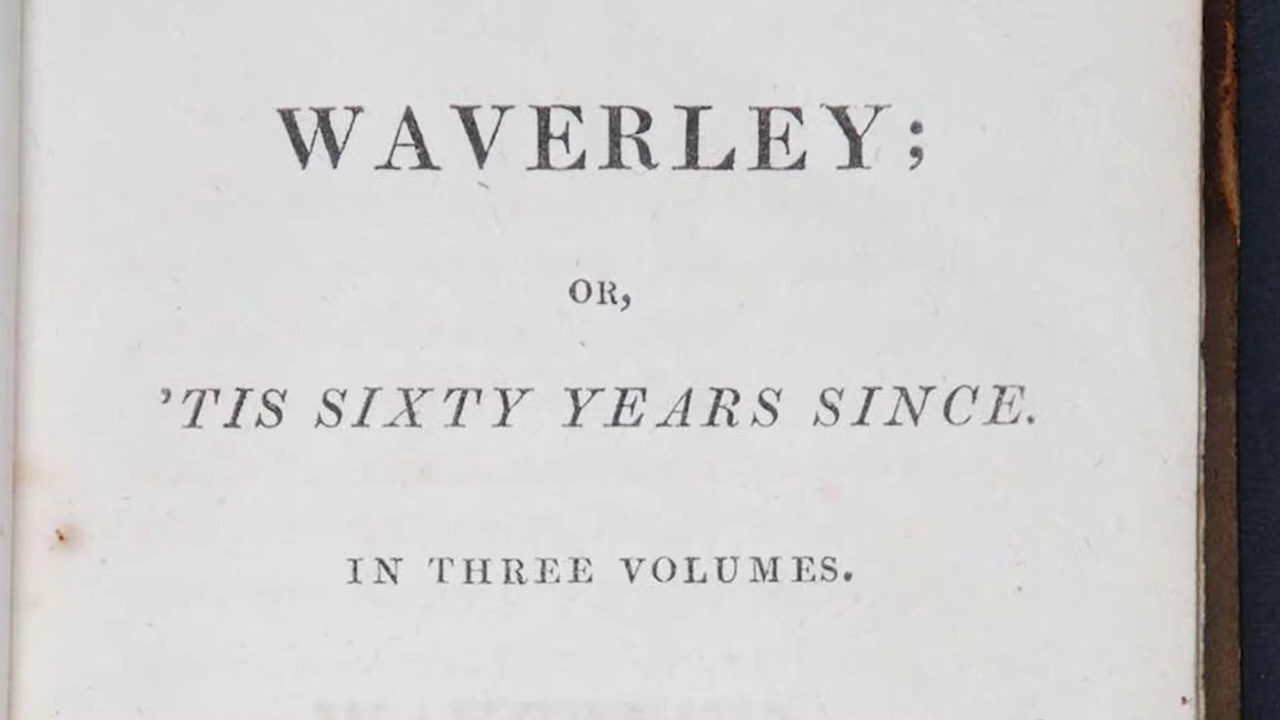 WAVERLEY;
OR,
'TIS SIXTY YEARS SINCE.
IN THREE VOLUMES.